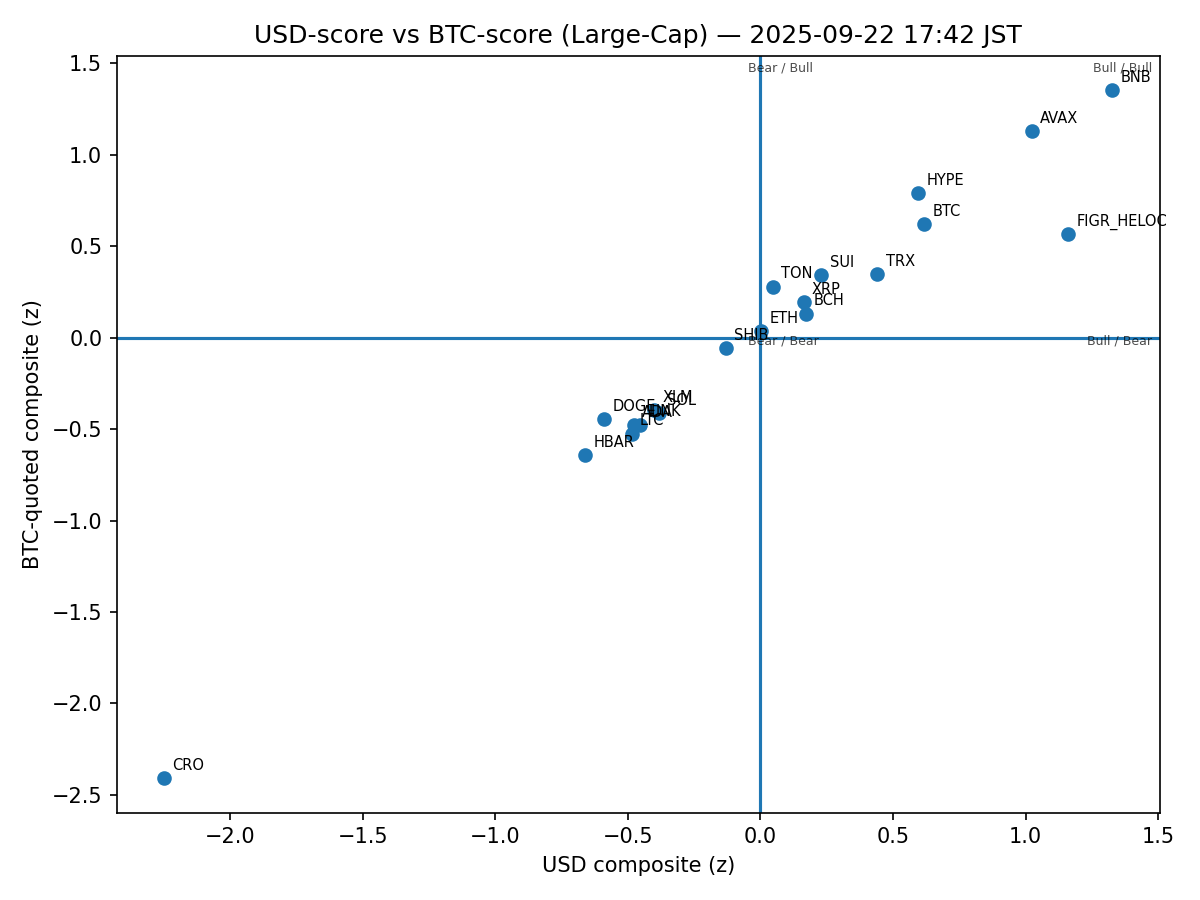 USD-score vs BTC-score (Large-Cap) — 2025-09-22 17:42 JST
Bear / Bull
Bull / Bull
BNB
AVAX
HYPE
BTC
FIGR_HELOC
SUI
TRX
TON
XRP
BCH
ETH
SHIB
Bear / Bear
Bull / Bear
XLM
SOL
DOGE
LTC
HBAR
CRO
1.5
1.0
0.5
0.0
−0.5
−1.0
−1.5
−2.0
−2.5
−2.0
−1.5
−1.0
−0.5
0.0
0.5
1.0
1.5
USD composite (z)
BTC-quoted composite (z)